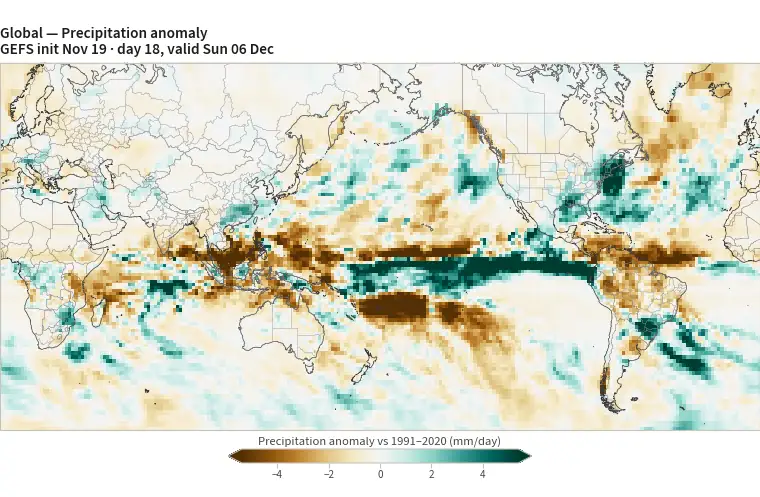 Global — Precipitation anomaly
GEFS init Nov 19 · day 18, valid Sun 06 Dec
Precipitation anomaly vs 1991–2020 (mm/day)
−4 −2 0 2 4